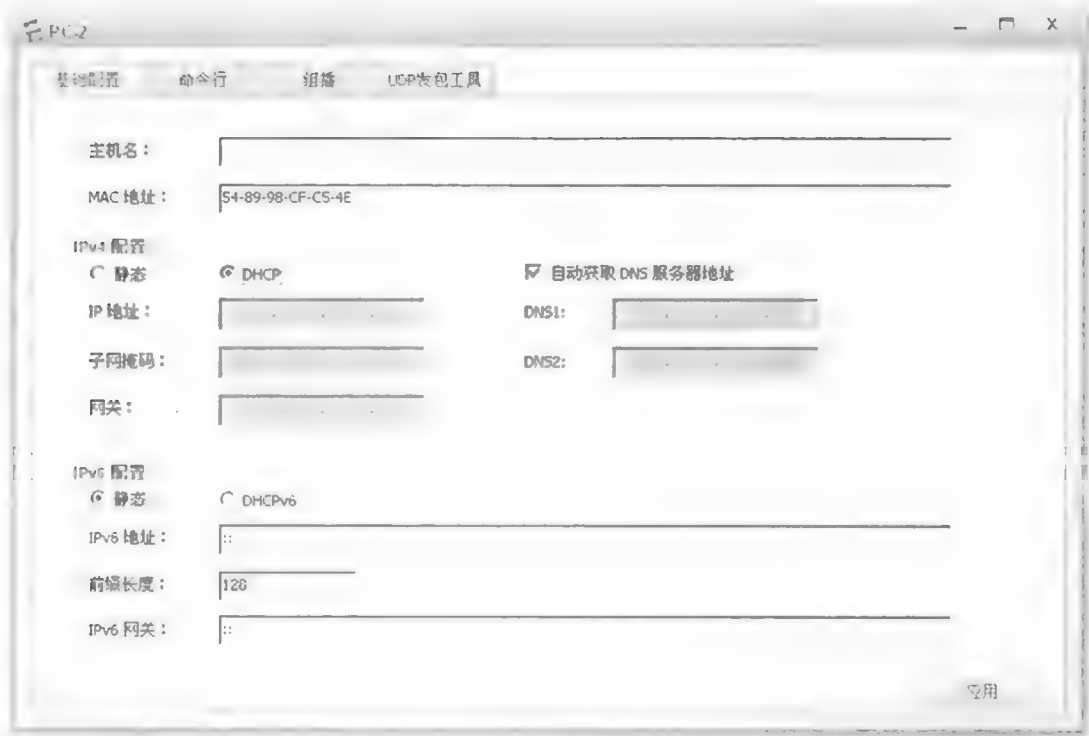 PC-2
基础配置 命令行 组播 UDP发包工具
主机名：
MAC 地址： 54-89-98-CF-C5-4E
IPv4 配置
静态 DHCP 自动获取 DNS 服务器地址
IP 地址： . . . DNS1: . . .
子网掩码： DNS2: . . .
网关： . . .
IPv6 配置
静态 DHCPv6
IPv6 地址： ::
前缀长度： 128
IPv6 网关： ::
应用